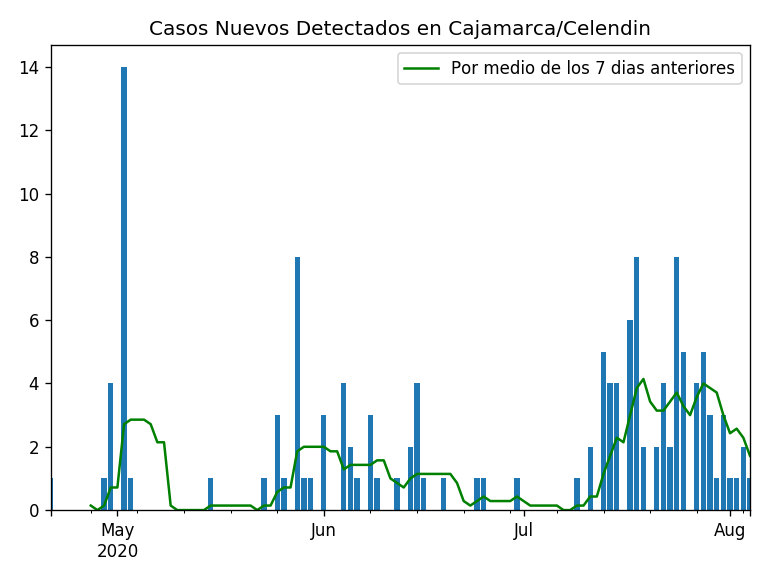 Casos Nuevos Detectados en Cajamarca/Celendin
Por medio de los 7 dias anteriores
14
12
10
8
6
4
2
0
May
2020
Jun
Jul
Aug